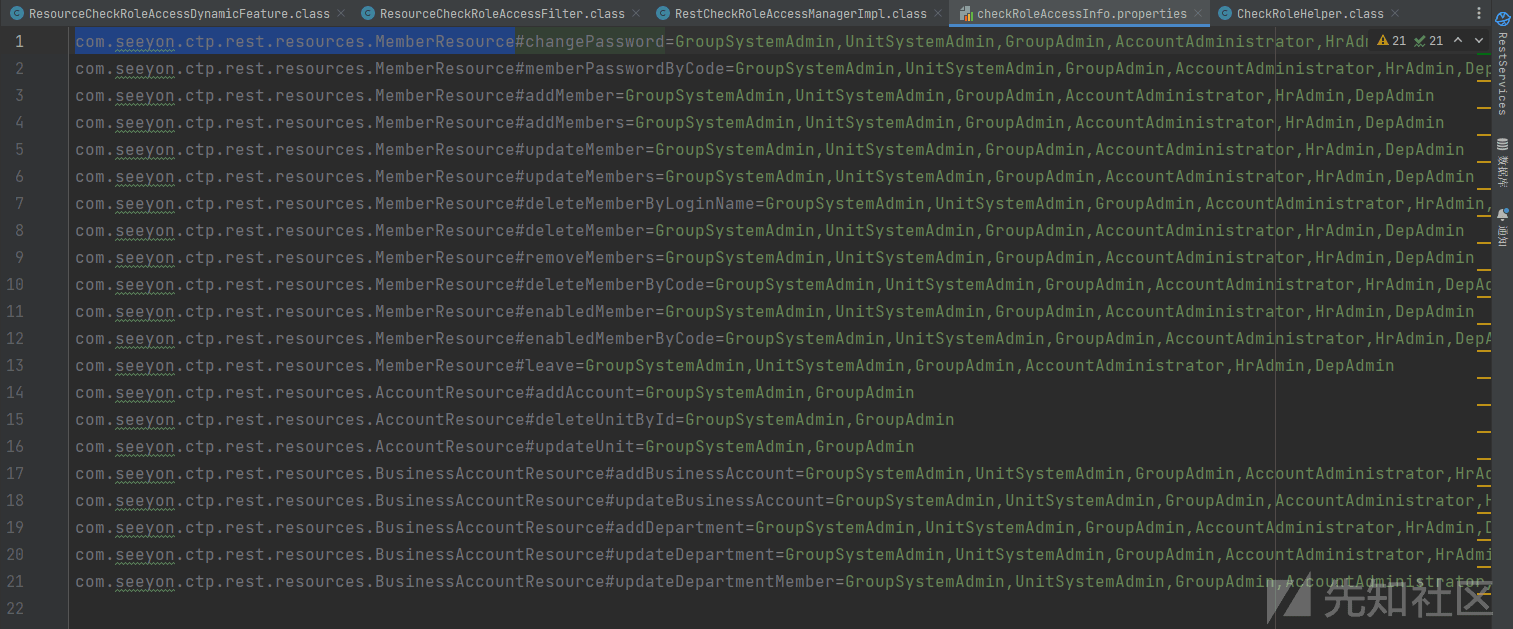 ResourceCheckRoleAccessDynamicFeature.class ResourceCheckRoleAccessFilter.class RestCheckRoleAccessManagerImpl.class checkRoleAccessInfo.properties CheckRoleHelper.class
1 com.seeyon.ctp.rest.resources.MemberResource#changePassword=GroupSystemAdmin,UnitSystemAdmin,GroupAdmin,AccountAdministrator,HrAd 21 21
2 com.seeyon.ctp.rest.resources.MemberResource#memberPasswordByCode=GroupSystemAdmin,UnitSystemAdmin,GroupAdmin,AccountAdministrator,HrAdmin,Dep
3 com.seeyon.ctp.rest.resources.MemberResource#addMember=GroupSystemAdmin,UnitSystemAdmin,GroupAdmin,AccountAdministrator,HrAdmin,DepAdmin
4 com.seeyon.ctp.rest.resources.MemberResource#addMembers=GroupSystemAdmin,UnitSystemAdmin,GroupAdmin,AccountAdministrator,HrAdmin,DepAdmin
5 com.seeyon.ctp.rest.resources.MemberResource#updateMember=GroupSystemAdmin,UnitSystemAdmin,GroupAdmin,AccountAdministrator,HrAdmin,DepAdmin
6 com.seeyon.ctp.rest.resources.MemberResource#updateMembers=GroupSystemAdmin,UnitSystemAdmin,GroupAdmin,AccountAdministrator,HrAdmin,DepAdmin
7 com.seeyon.ctp.rest.resources.MemberResource#deleteMemberByLoginName=GroupSystemAdmin,UnitSystemAdmin,GroupAdmin,AccountAdministrator,HrAdmin,
8 com.seeyon.ctp.rest.resources.MemberResource#deleteMember=GroupSystemAdmin,UnitSystemAdmin,GroupAdmin,AccountAdministrator,HrAdmin,DepAdmin
9 com.seeyon.ctp.rest.resources.MemberResource#removeMembers=GroupSystemAdmin,UnitSystemAdmin,GroupAdmin,AccountAdministrator,HrAdmin,DepAdmin
10 com.seeyon.ctp.rest.resources.MemberResource#deleteMemberByCode=GroupSystemAdmin,UnitSystemAdmin,GroupAdmin,AccountAdministrator,HrAdmin,DepAd
11 com.seeyon.ctp.rest.resources.MemberResource#enabledMember=GroupSystemAdmin,UnitSystemAdmin,GroupAdmin,AccountAdministrator,HrAdmin,DepAdmin
12 com.seeyon.ctp.rest.resources.MemberResource#enabledMemberByCode=GroupSystemAdmin,UnitSystemAdmin,GroupAdmin,AccountAdministrator,HrAdmin,DepA
13 com.seeyon.ctp.rest.resources.MemberResource#leave=GroupSystemAdmin,UnitSystemAdmin,GroupAdmin,AccountAdministrator,HrAdmin,DepAdmin
14 com.seeyon.ctp.rest.resources.AccountResource#addAccount=GroupSystemAdmin,GroupAdmin
15 com.seeyon.ctp.rest.resources.AccountResource#deleteUnitById=GroupSystemAdmin,GroupAdmin
16 com.seeyon.ctp.rest.resources.AccountResource#updateUnit=GroupSystemAdmin,GroupAdmin
17 com.seeyon.ctp.rest.resources.BusinessAccountResource#addBusinessAccount=GroupSystemAdmin,UnitSystemAdmin,GroupAdmin,AccountAdministrator,HrAd
18 com.seeyon.ctp.rest.resources.BusinessAccountResource#updateBusinessAccount=GroupSystemAdmin,UnitSystemAdmin,GroupAdmin,AccountAdministrator,H
19 com.seeyon.ctp.rest.resources.BusinessAccountResource#addDepartment=GroupSystemAdmin,UnitSystemAdmin,GroupAdmin,AccountAdministrator,HrAdmin,D
20 com.seeyon.ctp.rest.resources.BusinessAccountResource#updateDepartment=GroupSystemAdmin,UnitSystemAdmin,GroupAdmin,AccountAdministrator,HrAdmi
21 com.seeyon.ctp.rest.resources.BusinessAccountResource#updateDepartmentMember=GroupSystemAdmin,UnitSystemAdmin,GroupAdmin,AccountAdministrator,
22
RestServices
数据库
通知
先知社区